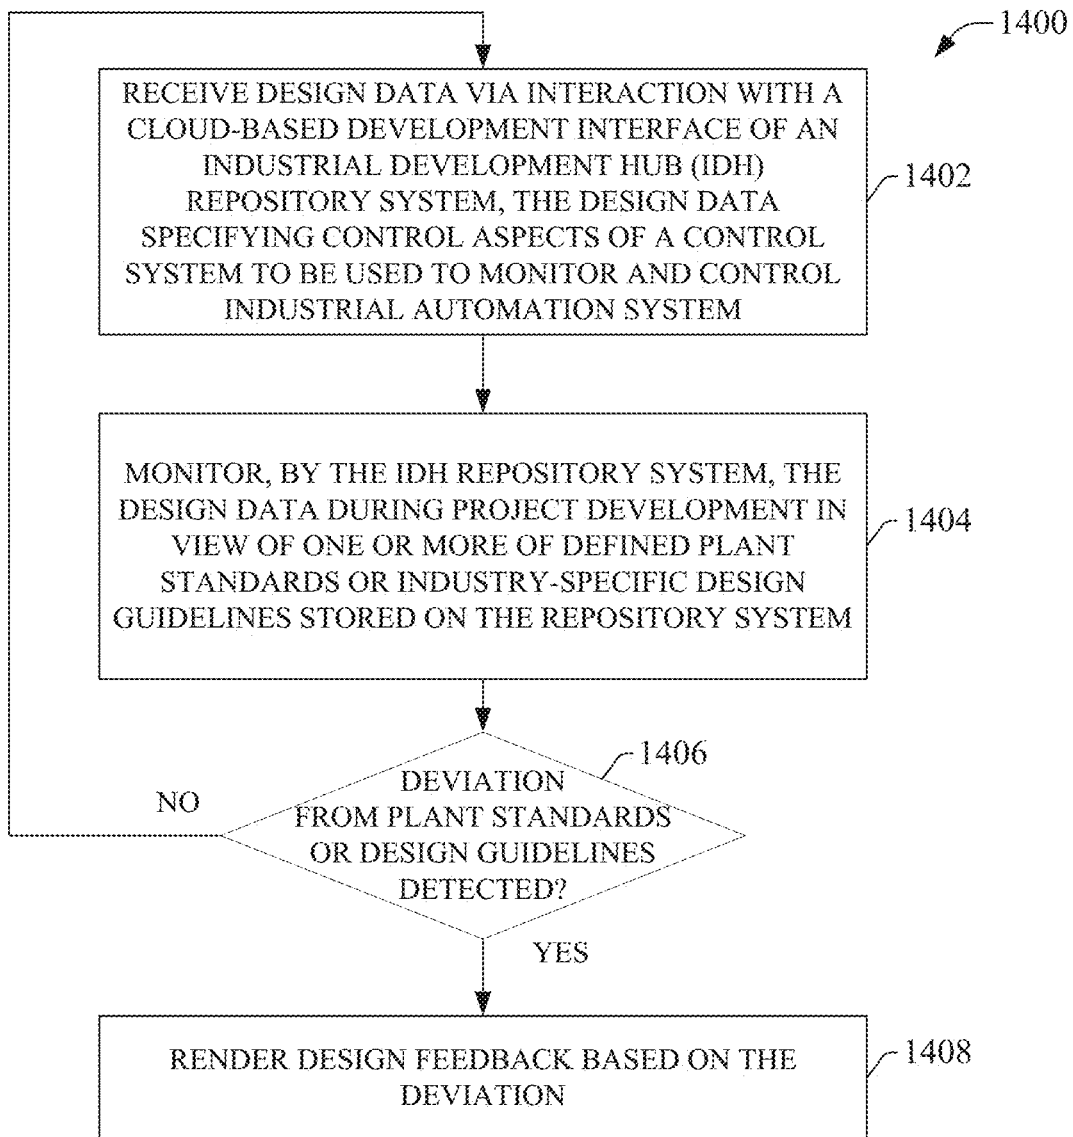 1400
RECEIVE DESIGN DATA VIA INTERACTION WITH A
CLOUD-BASED DEVELOPMENT INTERFACE OF AN
INDUSTRIAL DEVELOPMENT HUB (IDH)
REPOSITORY SYSTEM, THE DESIGN DATA
SPECIFYING CONTROL ASPECTS OF A CONTROL
SYSTEM TO BE USED TO MONITOR AND CONTROL
INDUSTRIAL AUTOMATION SYSTEM
1402
MONITOR, BY THE IDH REPOSITORY SYSTEM, THE
DESIGN DATA DURING PROJECT DEVELOPMENT IN
VIEW OF ONE OR MORE OF DEFINED PLANT
STANDARDS OR INDUSTRY-SPECIFIC DESIGN
GUIDELINES STORED ON THE REPOSITORY SYSTEM
1404
1406
DEVIATION
FROM PLANT STANDARDS
OR DESIGN GUIDELINES
DETECTED?
NO
YES
RENDER DESIGN FEEDBACK BASED ON THE
DEVIATION
1408